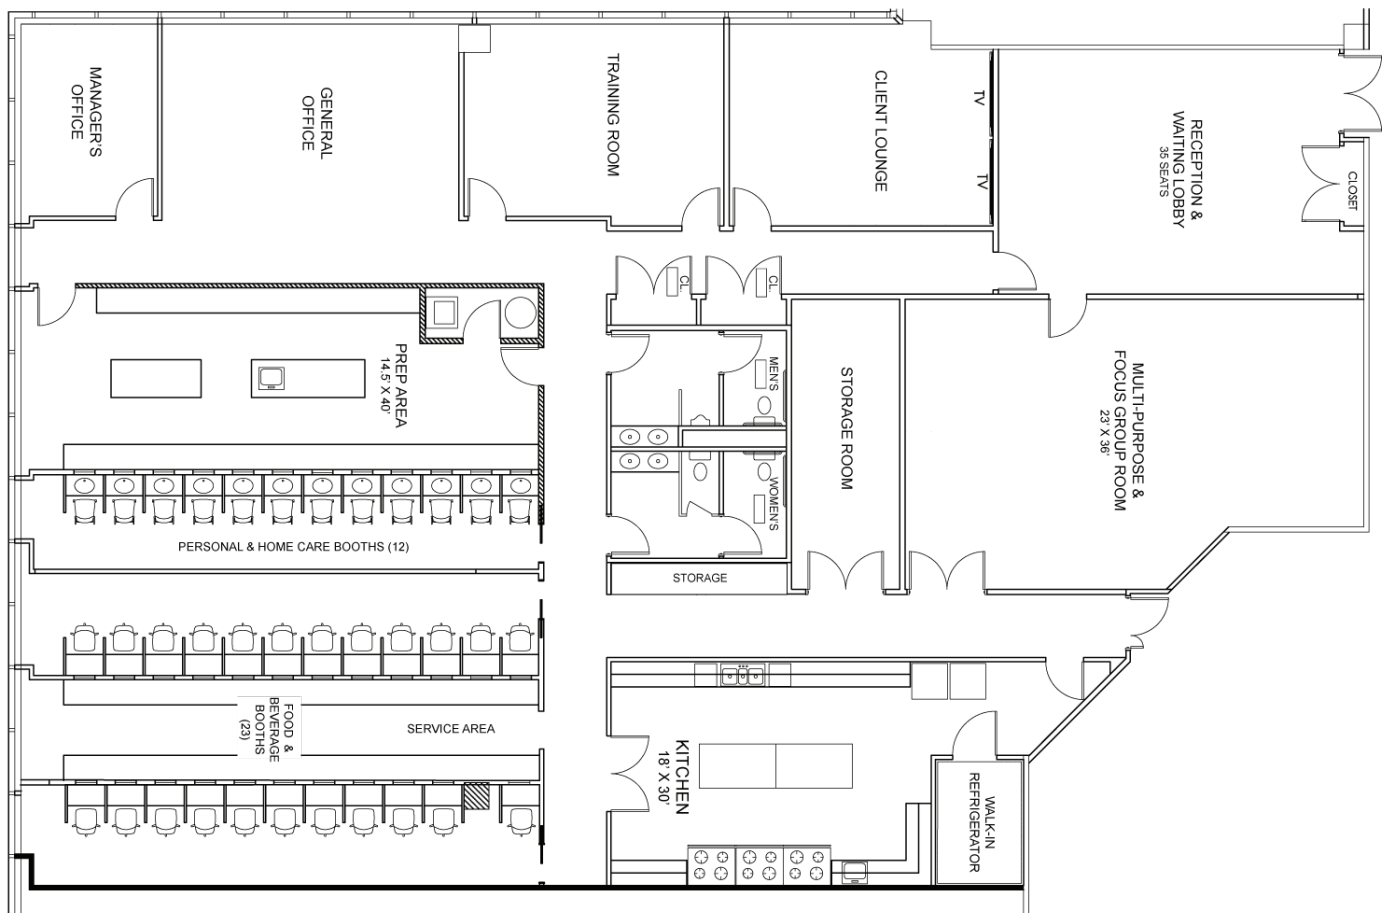 MANAGER'S
OFFICE
GENERAL
OFFICE
TRAINING ROOM
CLIENT LOUNGE
TV
TV
RECEPTION &
WAITING LOBBY
35 SEATS
CLOSET
CL.
CL.
PREP AREA
14.5' X 40'
MEN'S
WOMEN'S
STORAGE ROOM
MULTI-PURPOSE &
FOCUS GROUP ROOM
23' X 36'
PERSONAL & HOME CARE BOOTHS (12)
STORAGE
FOOD &
BEVERAGE
BOOTHS
(23)
SERVICE AREA
KITCHEN
18' X 30'
WALK-IN
REFRIGERATOR